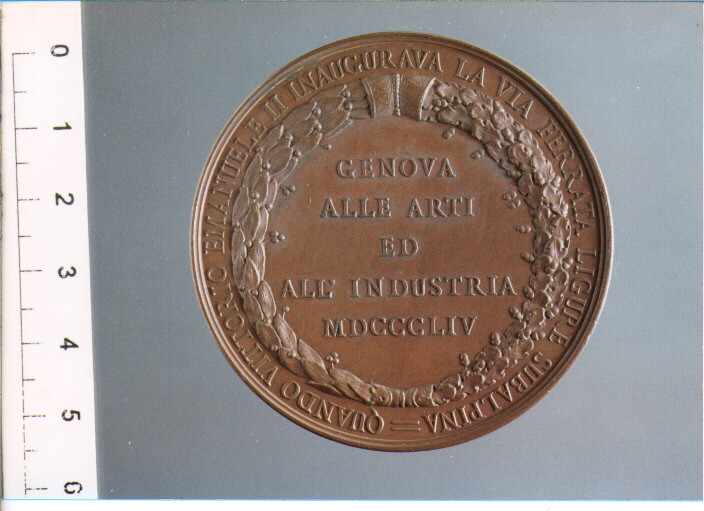 QUANDO VITTORIO EMANUELE II INAUGURAVA LA VIA FERRATA LIGURE SUBALPINA
GENOVA
ALLE ARTI
ED
ALL' INDUSTRIA
MDCCCLIV
0
1
2
3
4
5
6